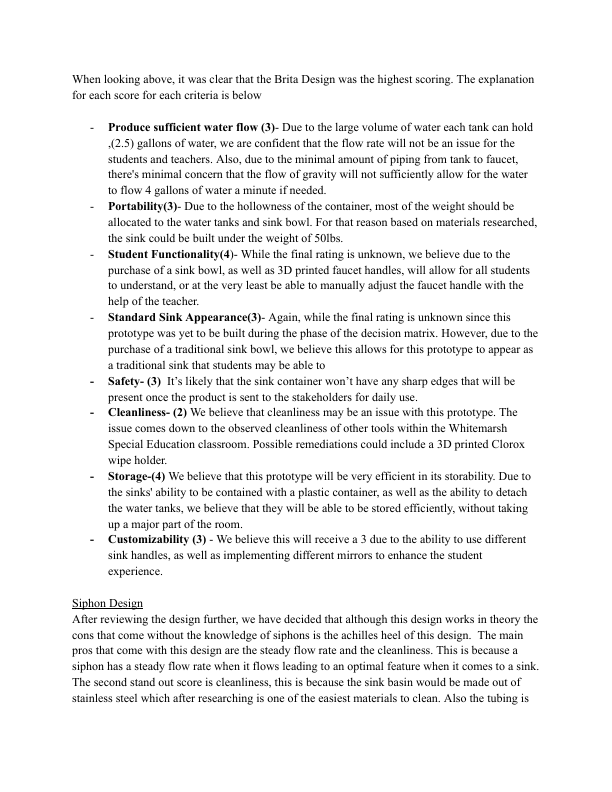 When looking above, it was clear that the Brita Design was the highest scoring. The explanation
for each score for each criteria is below
- Produce sufficient water flow (3)- Due to the large volume of water each tank can hold
,(2.5) gallons of water, we are confident that the flow rate will not be an issue for the
students and teachers. Also, due to the minimal amount of piping from tank to faucet,
there's minimal concern that the flow of gravity will not sufficiently allow for the water
to flow 4 gallons of water a minute if needed.
- Portability(3)- Due to the hollowness of the container, most of the weight should be
allocated to the water tanks and sink bowl. For that reason based on materials researched,
the sink could be built under the weight of 50lbs.
- Student Functionality(4)- While the final rating is unknown, we believe due to the
purchase of a sink bowl, as well as 3D printed faucet handles, will allow for all students
to understand, or at the very least be able to manually adjust the faucet handle with the
help of the teacher.
- Standard Sink Appearance(3)- Again, while the final rating is unknown since this
prototype was yet to be built during the phase of the decision matrix. However, due to the
purchase of a traditional sink bowl, we believe this allows for this prototype to appear as
a traditional sink that students may be able to
- Safety- (3)  It’s likely that the sink container won’t have any sharp edges that will be
present once the product is sent to the stakeholders for daily use.
- Cleanliness- (2) We believe that cleanliness may be an issue with this prototype. The
issue comes down to the observed cleanliness of other tools within the Whitemarsh
Special Education classroom. Possible remediations could include a 3D printed Clorox
wipe holder.
- Storage-(4) We believe that this prototype will be very efficient in its storability. Due to
the sinks' ability to be contained with a plastic container, as well as the ability to detach
the water tanks, we believe that they will be able to be stored efficiently, without taking
up a major part of the room.
- Customizability (3) - We believe this will receive a 3 due to the ability to use different
sink handles, as well as implementing different mirrors to enhance the student
experience.
Siphon Design
After reviewing the design further, we have decided that although this design works in theory the
cons that come without the knowledge of siphons is the achilles heel of this design.  The main
pros that come with this design are the steady flow rate and the cleanliness. This is because a
siphon has a steady flow rate when it flows leading to an optimal feature when it comes to a sink.
The second stand out score is cleanliness, this is because the sink basin would be made out of
stainless steel which after researching is one of the easiest materials to clean. Also the tubing is